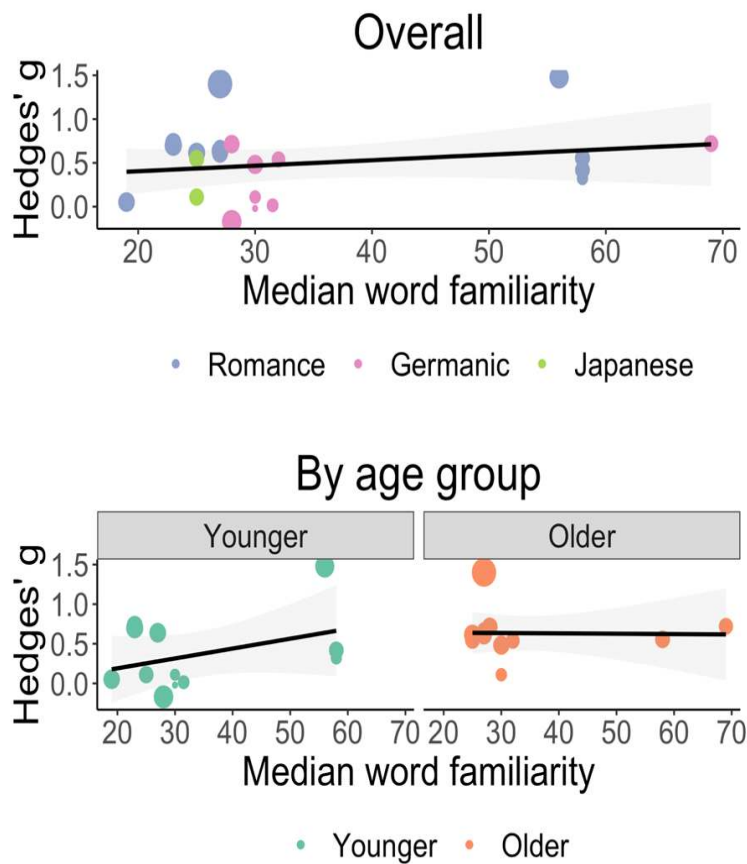 Overall
Hedges' g
1.5
1.0
0.5
0.0
20 30 40 50 60 70
Median word familiarity
Romance Germanic Japanese
By age group
Younger Older
Hedges' g
1.5
1.0
0.5
0.0
20 30 40 50 60 70 20 30 40 50 60 70
Median word familiarity
Younger Older